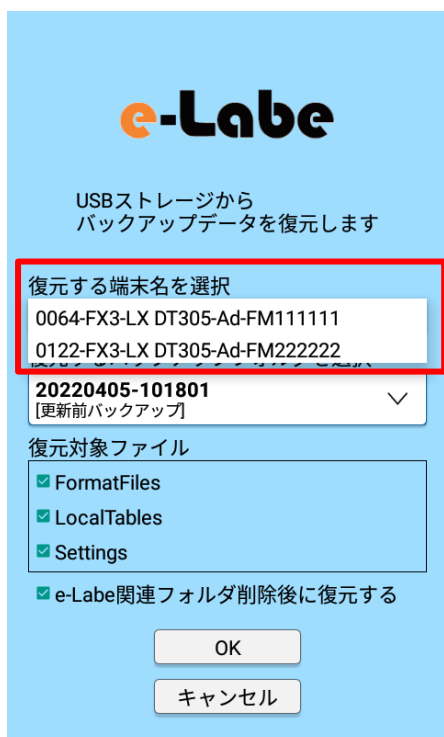 e-Labe
USBストレージから
バックアップデータを復元します
復元する端末名を選択
0064-FX3-LX DT305-Ad-FM111111
0122-FX3-LX DT305-Ad-FM222222
20220405-101801
[更新前バックアップ]
復元対象ファイル
FormatFiles
LocalTables
Settings
e-Labe関連フォルダ削除後に復元する
OK
キャンセル